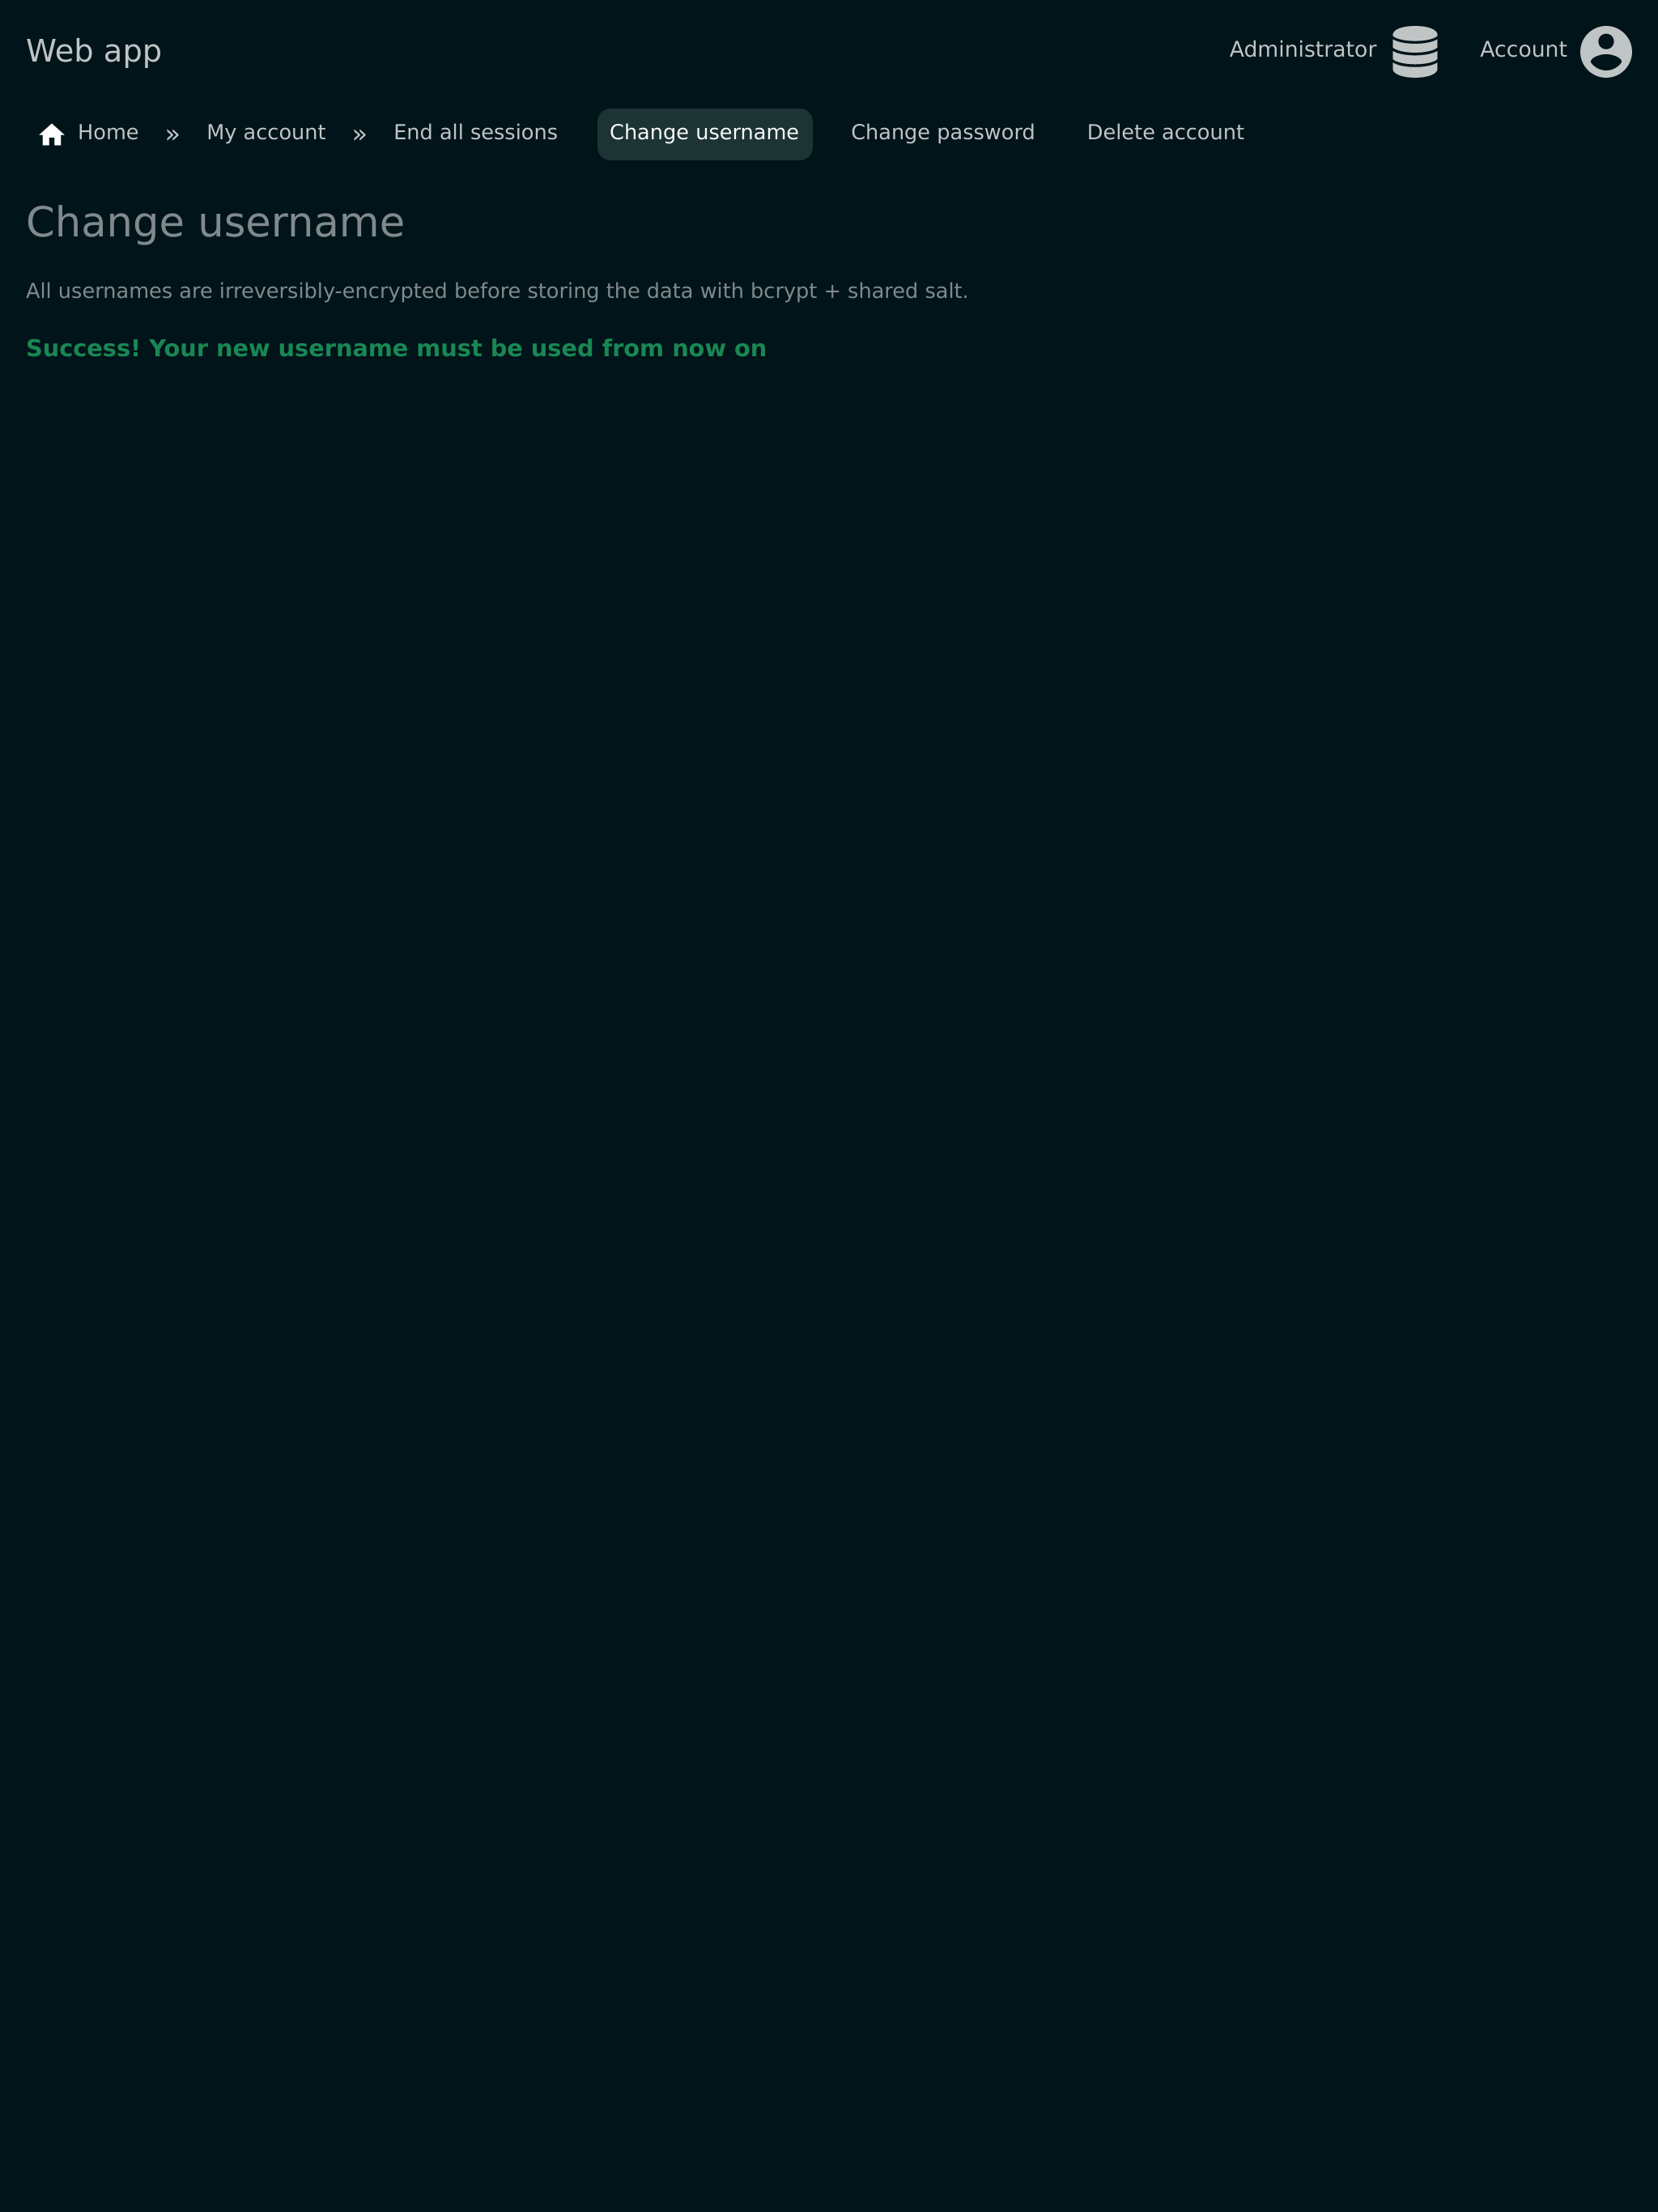 Web app
Administrator
Account
Home » My account » End all sessions Change username Change password Delete account
Change username
All usernames are irreversibly-encrypted before storing the data with bcrypt + shared salt.
Success! Your new username must be used from now on